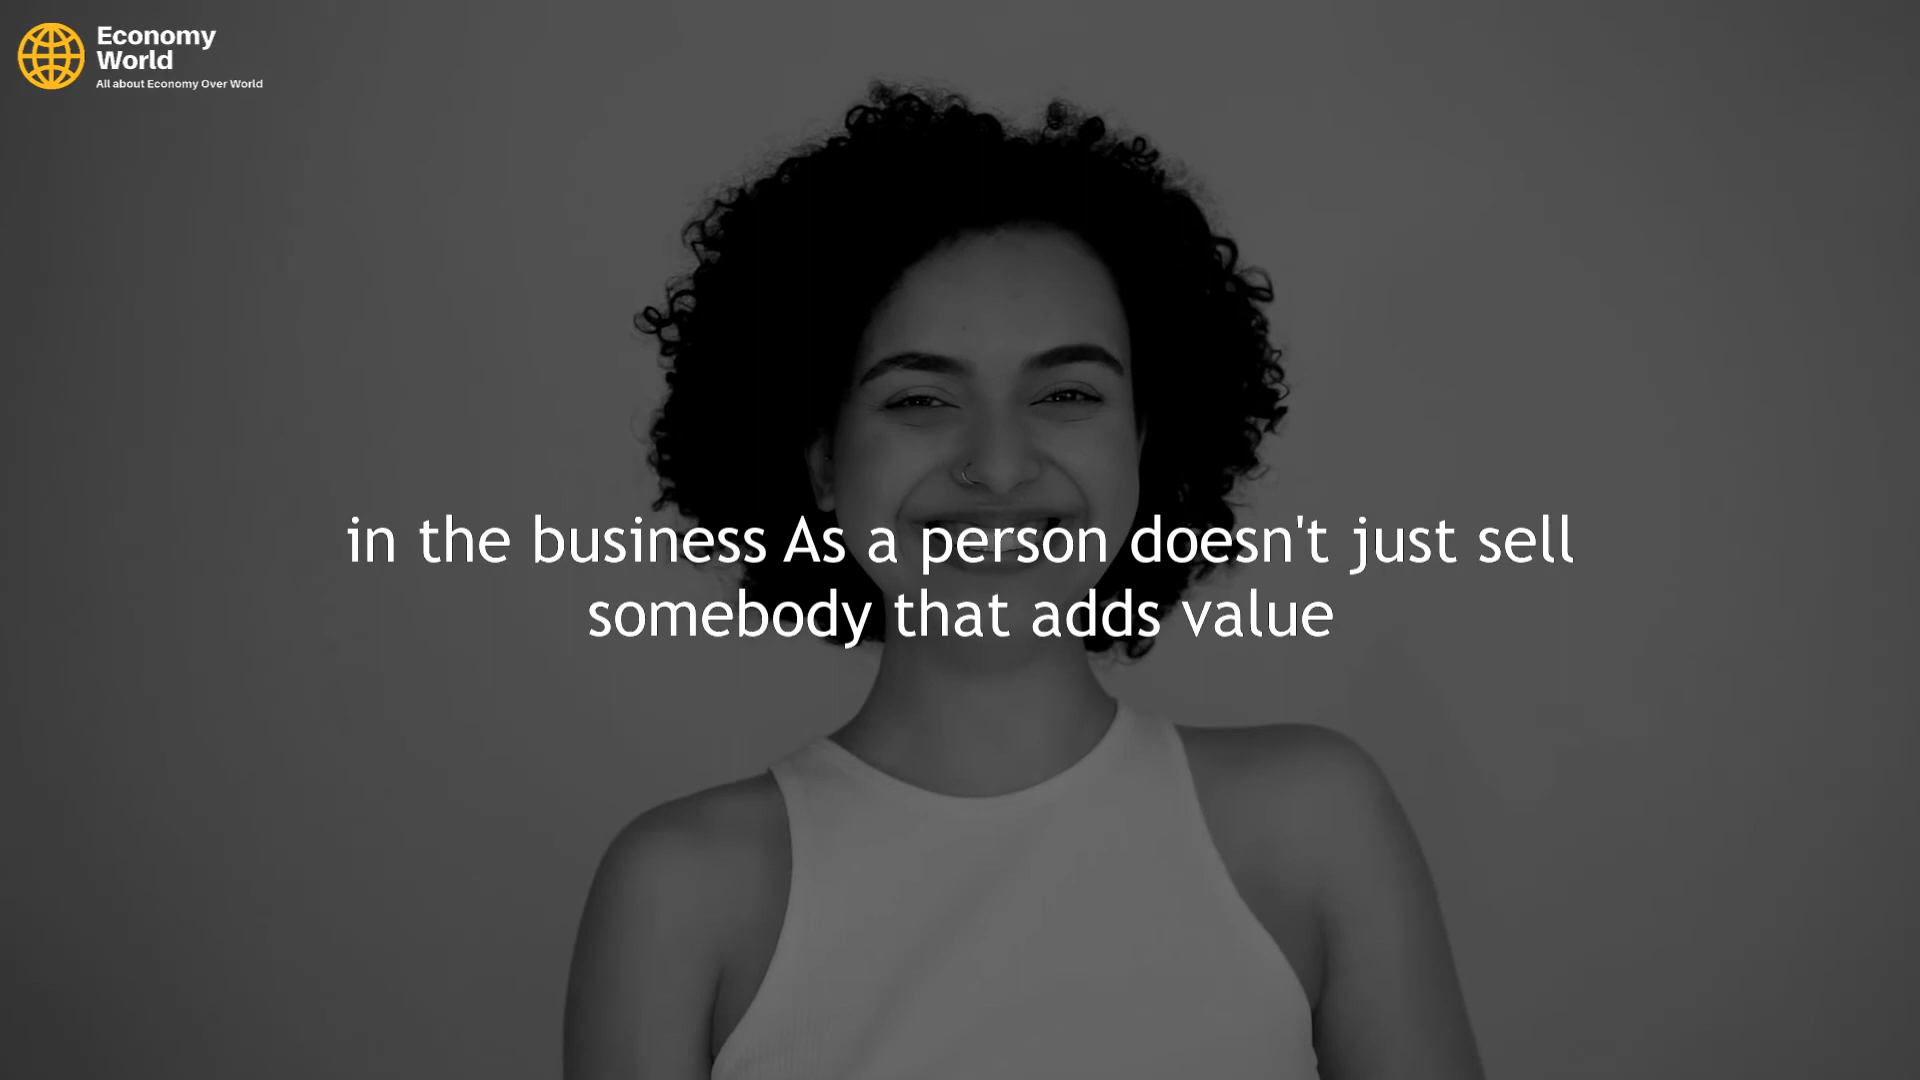 Economy
World
All about Economy Over World
in the business As a person doesn't just sell
somebody that adds value